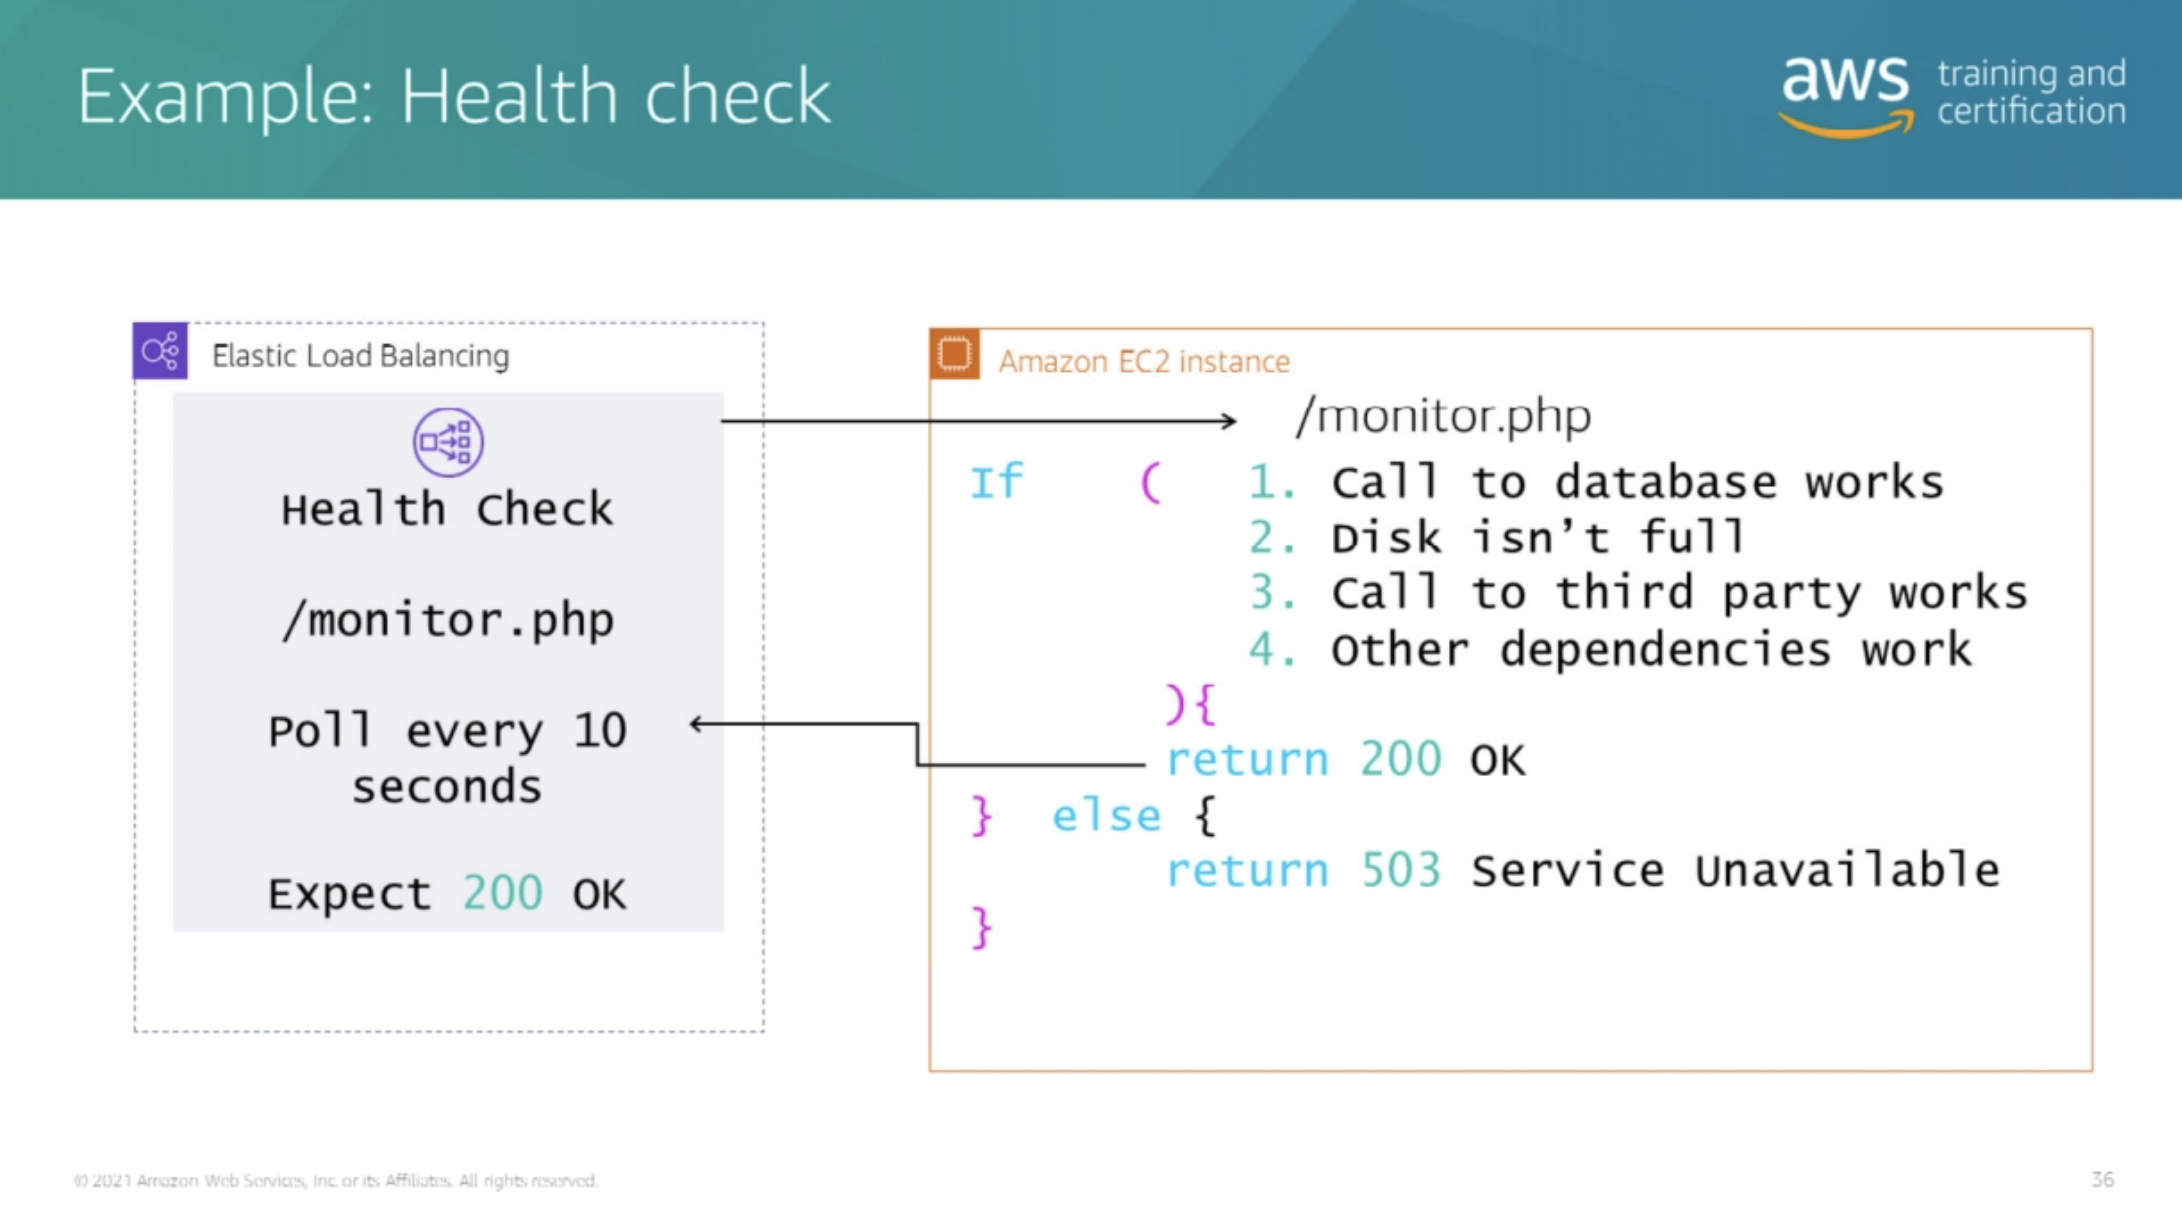 Example: Health check
aws training and
certification
Elastic Load Balancing
Health Check
/monitor.php
Poll every 10
seconds
Expect 200 OK
Amazon EC2 instance
/monitor.php
If ( 1. Call to database works
2. Disk isn't full
3. Call to third party works
4. Other dependencies work
){
return 200 OK
} else {
return 503 Service Unavailable
}
© 2021 Amazon Web Services, Inc. or its Affiliates. All rights reserved.
36